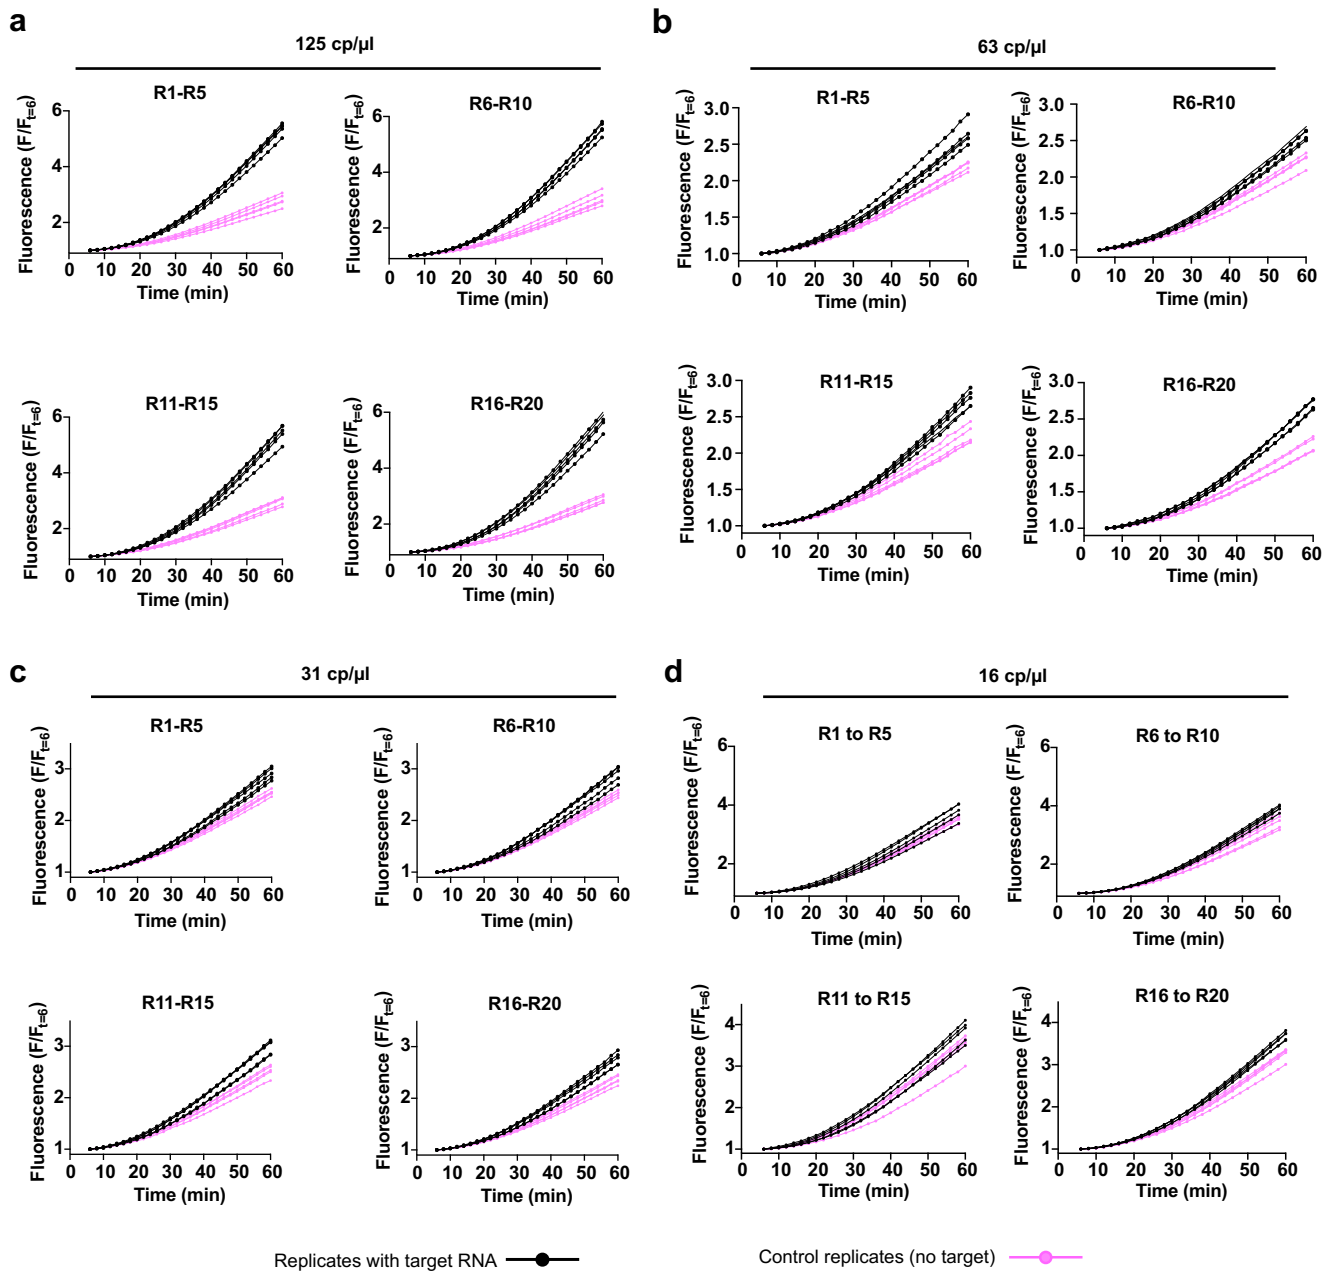 a
125 cp/µl
R1-R5
Fluorescence (F/Ft=6)
6
4
2
0 10 20 30 40 50 60
Time (min)
R6-R10
Fluorescence (F/Ft=6)
6
4
2
0 10 20 30 40 50 60
Time (min)
R11-R15
Fluorescence (F/Ft=6)
6
4
2
0 10 20 30 40 50 60
Time (min)
R16-R20
Fluorescence (F/Ft=6)
6
4
2
0 10 20 30 40 50 60
Time (min)
b
63 cp/µl
R1-R5
Fluorescence (F/Ft=6)
3.0
2.5
2.0
1.5
1.0
0 10 20 30 40 50 60
Time (min)
R6-R10
Fluorescence (F/Ft=6)
3.0
2.5
2.0
1.5
1.0
0 10 20 30 40 50 60
Time (min)
R11-R15
Fluorescence (F/Ft=6)
3.0
2.5
2.0
1.5
1.0
0 10 20 30 40 50 60
Time (min)
R16-R20
Fluorescence (F/Ft=6)
3.0
2.5
2.0
1.5
1.0
0 10 20 30 40 50 60
Time (min)
c
31 cp/µl
R1-R5
Fluorescence (F/Ft=6)
3
2
1
0 10 20 30 40 50 60
Time (min)
R6-R10
Fluorescence (F/Ft=6)
3
2
1
0 10 20 30 40 50 60
Time (min)
R11-R15
Fluorescence (F/Ft=6)
3
2
1
0 10 20 30 40 50 60
Time (min)
R16-R20
Fluorescence (F/Ft=6)
3
2
1
0 10 20 30 40 50 60
Time (min)
d
16 cp/µl
R1 to R5
Fluorescence (F/Ft=6)
6
4
2
0 10 20 30 40 50 60
Time (min)
R6 to R10
Fluorescence (F/Ft=6)
6
4
2
0 10 20 30 40 50 60
Time (min)
R11 to R15
Fluorescence (F/Ft=6)
4
3
2
1
0 10 20 30 40 50 60
Time (min)
R16 to R20
Fluorescence (F/Ft=6)
4
3
2
1
0 10 20 30 40 50 60
Time (min)
Replicates with target RNA
Control replicates (no target)